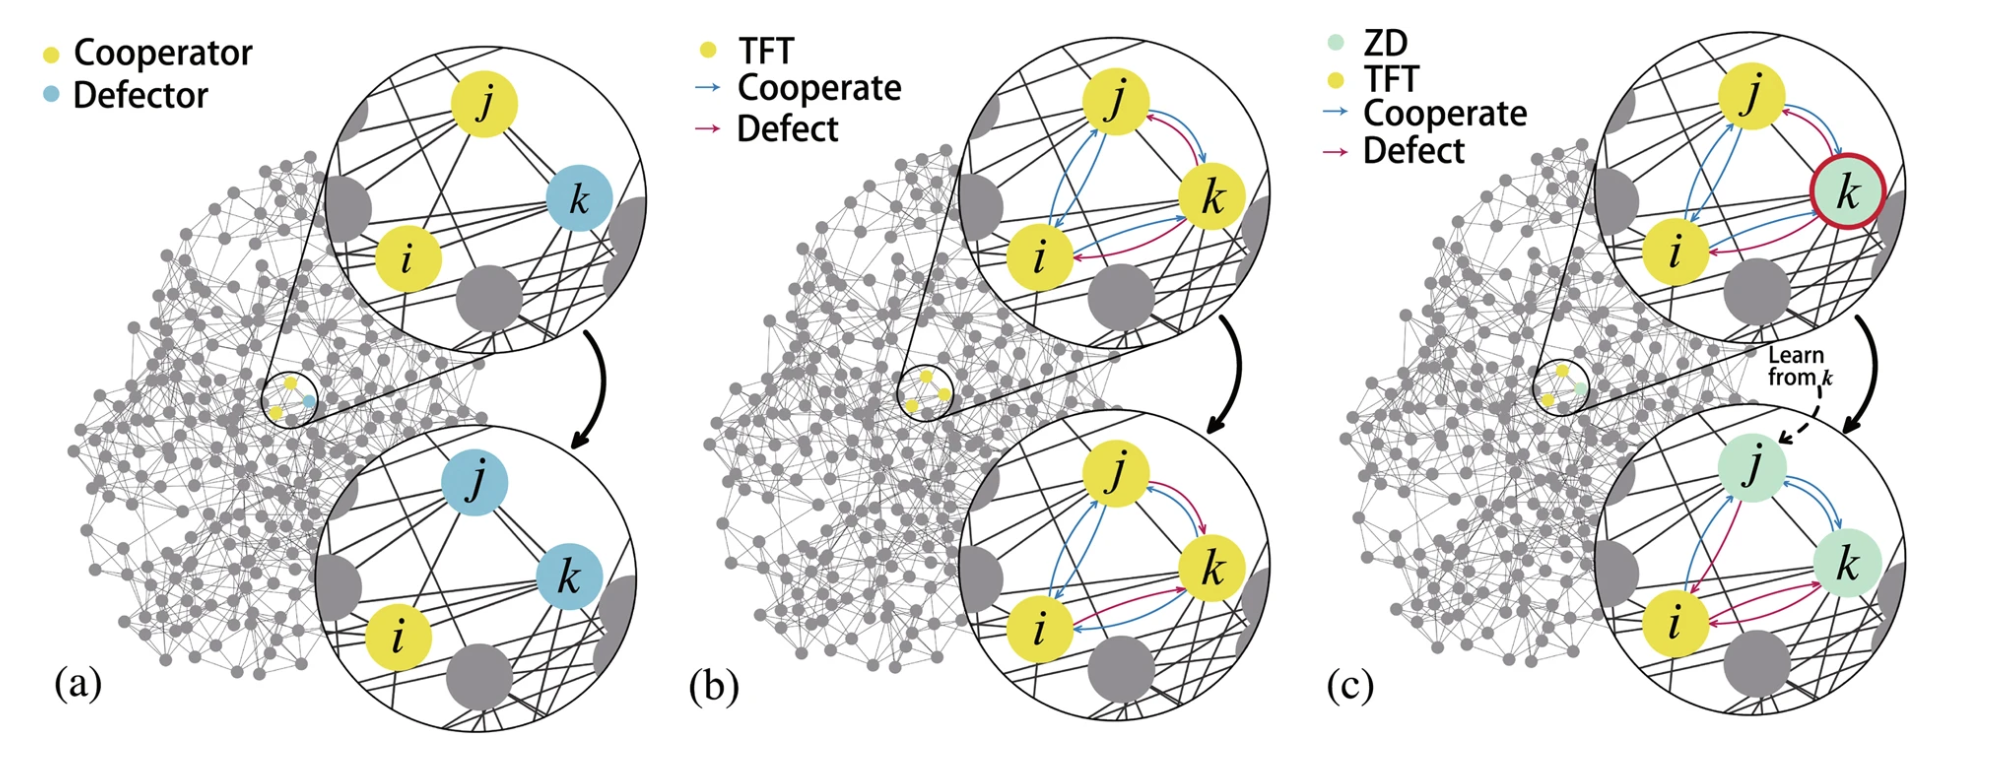 Cooperator
Defector
j
k
i
j
k
i
(a)
TFT
Cooperate
Defect
j
k
i
j
k
i
(b)
ZD
TFT
Cooperate
Defect
j
k
i
Learn
from k
j
k
i
(c)